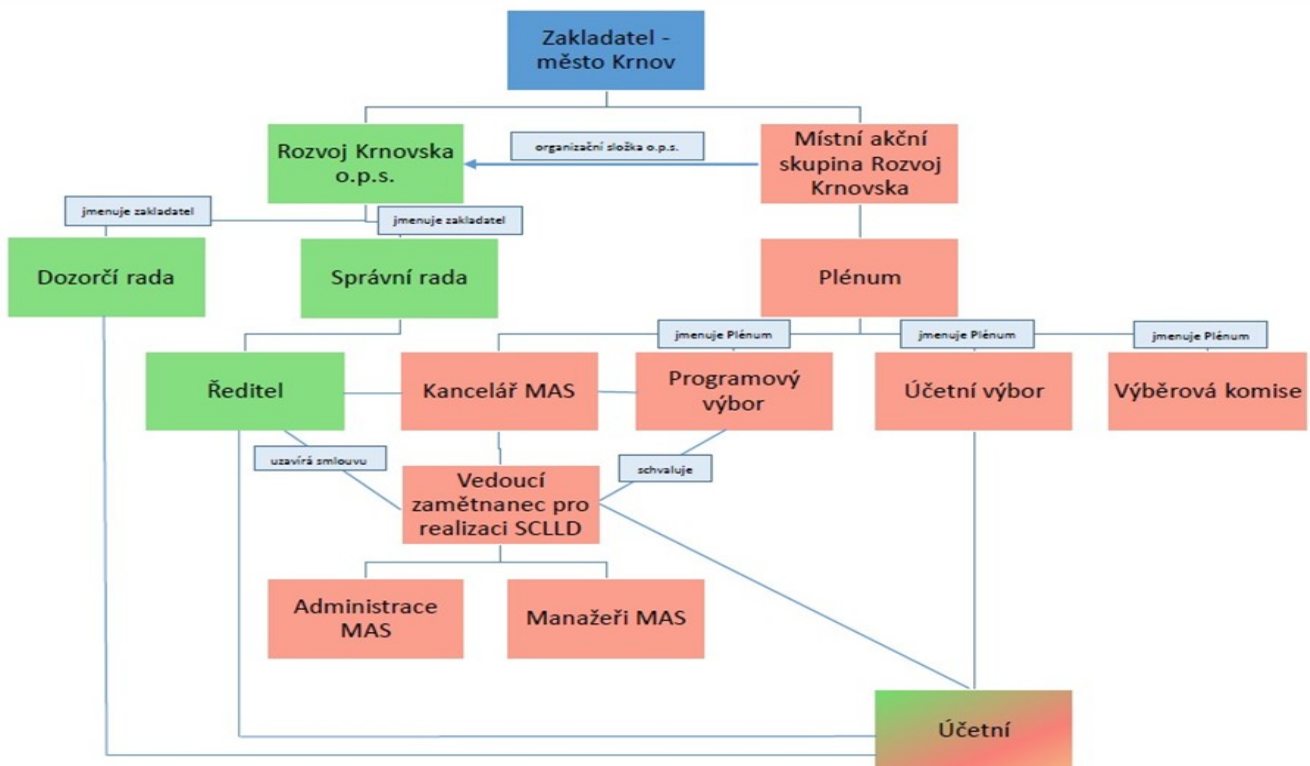 Zakladatel -
město Krnov
Rozvoj Krnovska
o.p.s.
organizační složka o.p.s.
Místní akční
skupina Rozvoj
Krnovska
jmenuje zakladatel
jmenuje zakladatel
Dozorčí rada
Správní rada
Plénum
jmenuje Plénum
jmenuje Plénum
jmenuje Plénum
Ředitel
Kancelář MAS
Programový
výbor
Účetní výbor
Výběrová komise
uzavírá smlouvu
schvaluje
Vedoucí
zamětnanec pro
realizaci SCLLD
Administrace
MAS
Manažeři MAS
Účetní